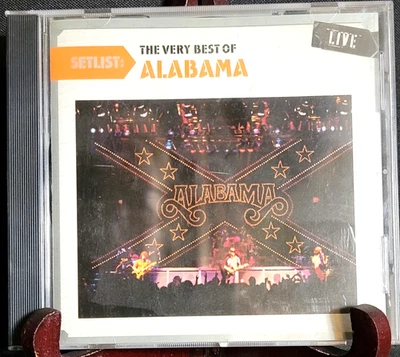 SETLIST:
THE VERY BEST OF
ALABAMA
LIVE
ALABAMA